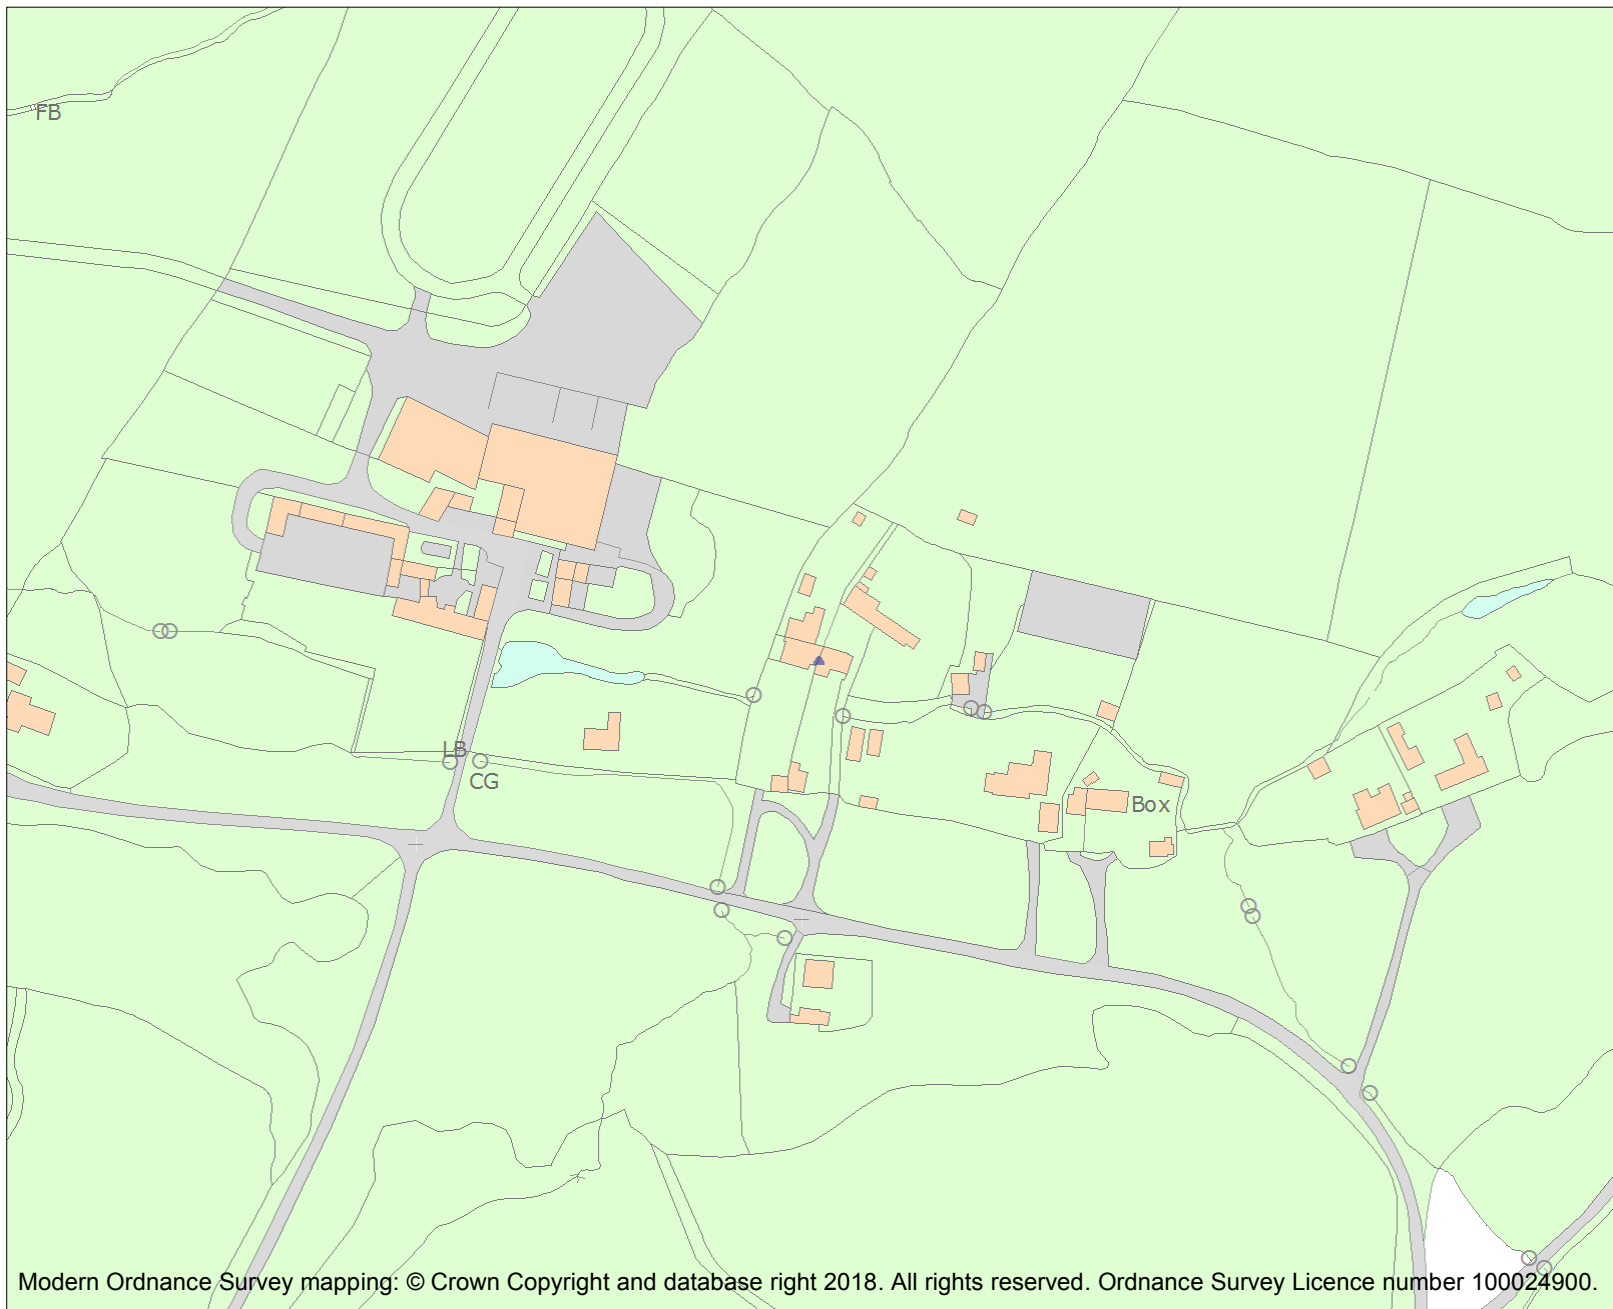 FB
LB
CG
Box
Modern Ordnance Survey mapping: © Crown Copyright and database right 2018. All rights reserved. Ordnance Survey Licence number 100024900.